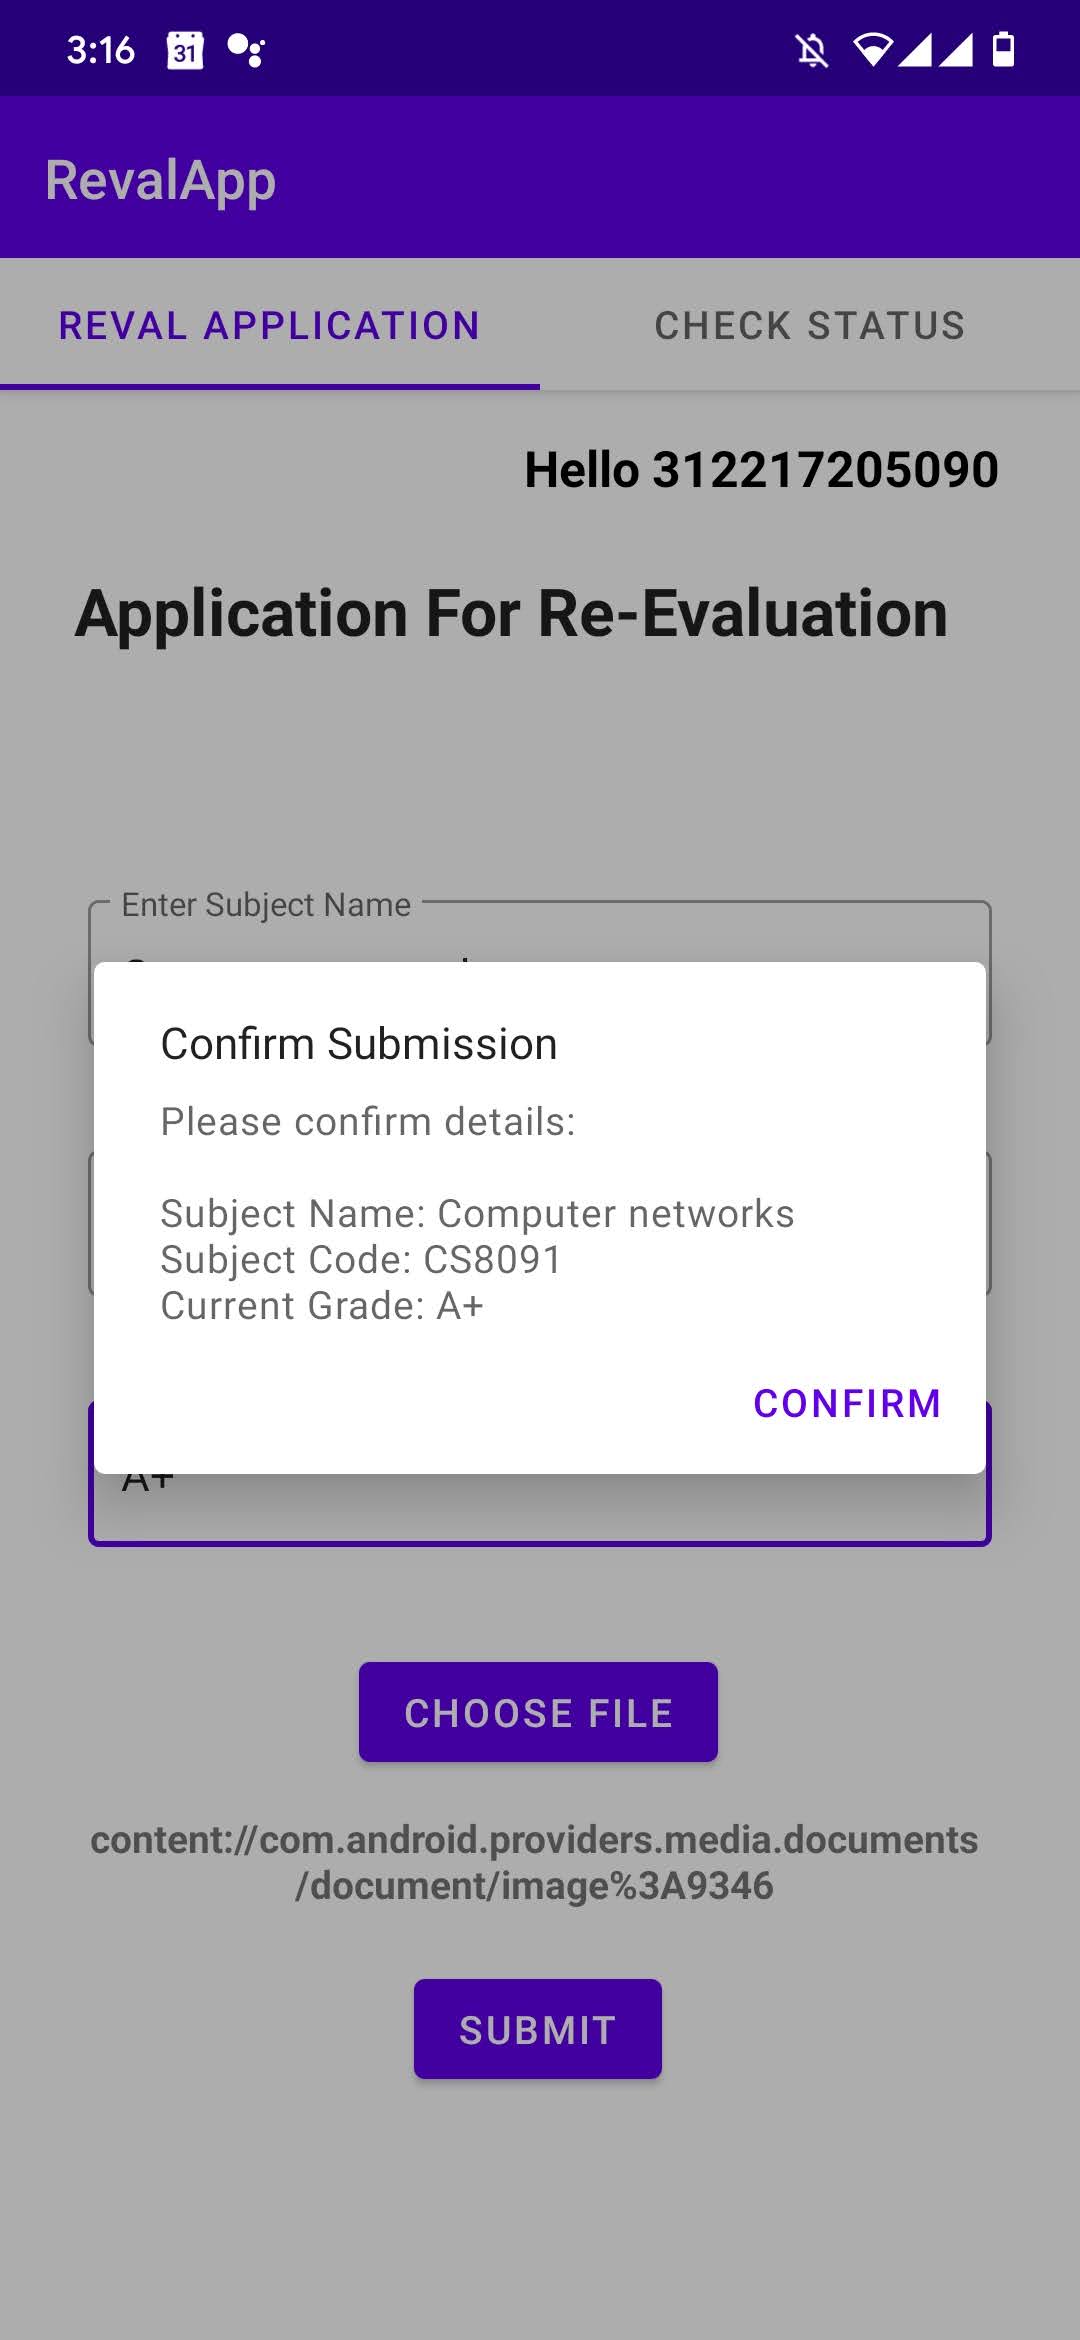 3:16 31
RevalApp
REVAL APPLICATION CHECK STATUS
Hello 312217205090
Application For Re-Evaluation
Enter Subject Name
Confirm Submission
Please confirm details:
Subject Name: Computer networks
Subject Code: CS8091
Current Grade: A+
CONFIRM
A+
CHOOSE FILE
content://com.android.providers.media.documents
/document/image%3A9346
SUBMIT